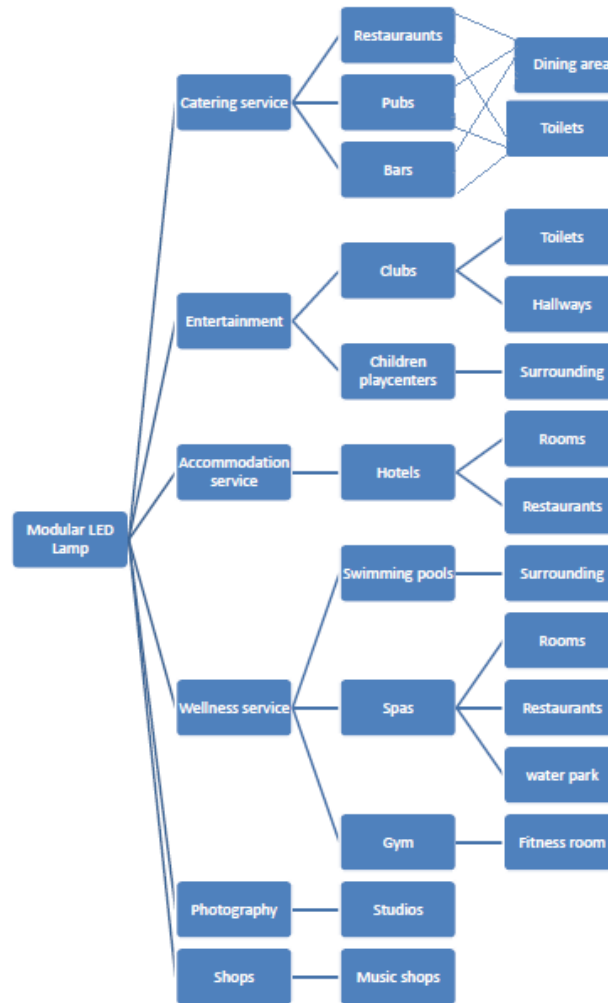 Restauraunts
Dining area
Catering service
Pubs
Toilets
Bars
Toilets
Clubs
Entertainment
Hallways
Children
playcenters
Surrounding
Rooms
Accommodation
service
Hotels
Restaurants
Modular LED
Lamp
Swimming pools
Surrounding
Rooms
Wellness service
Spas
Restaurants
water park
Gym
Fitness room
Photography
Studios
Shops
Music shops